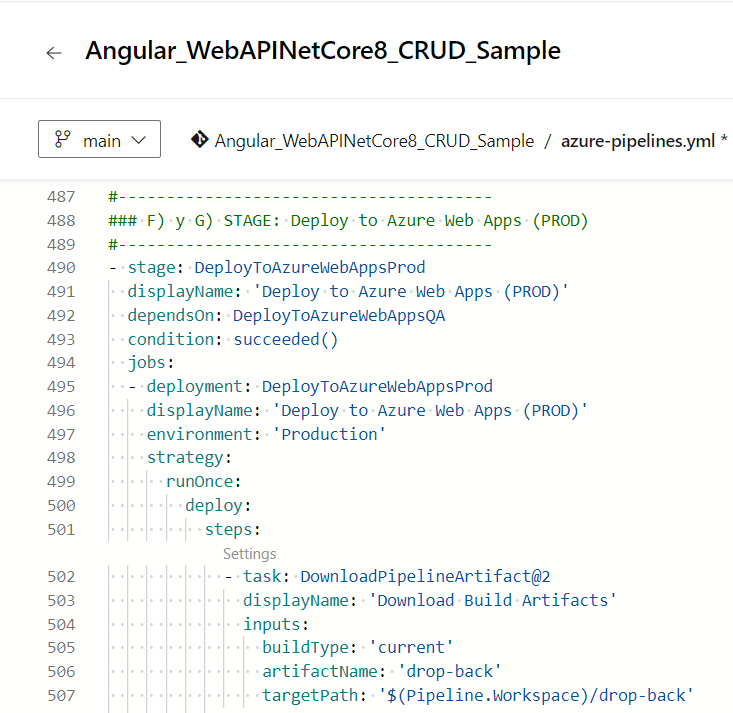 Angular_WebAPINetCore8_CRUD_Sample
main Angular_WebAPINetCore8_CRUD_Sample / azure-pipelines.yml *
487 #---------------------------------------
488 ### F) y G) STAGE: Deploy to Azure Web Apps (PROD)
489 #---------------------------------------
490 - stage: DeployToAzureWebAppsProd
491 displayName: 'Deploy to Azure Web Apps (PROD)'
492 dependsOn: DeployToAzureWebAppsQA
493 condition: succeeded()
494 jobs:
495 - deployment: DeployToAzureWebAppsProd
496 displayName: 'Deploy to Azure Web Apps (PROD)'
497 environment: 'Production'
498 strategy:
499 runOnce:
500 deploy:
501 steps:
Settings
502 - task: DownloadPipelineArtifact@2
503 displayName: 'Download Build Artifacts'
504 inputs:
505 buildType: 'current'
506 artifactName: 'drop-back'
507 targetPath: '$(Pipeline.Workspace)/drop-back'